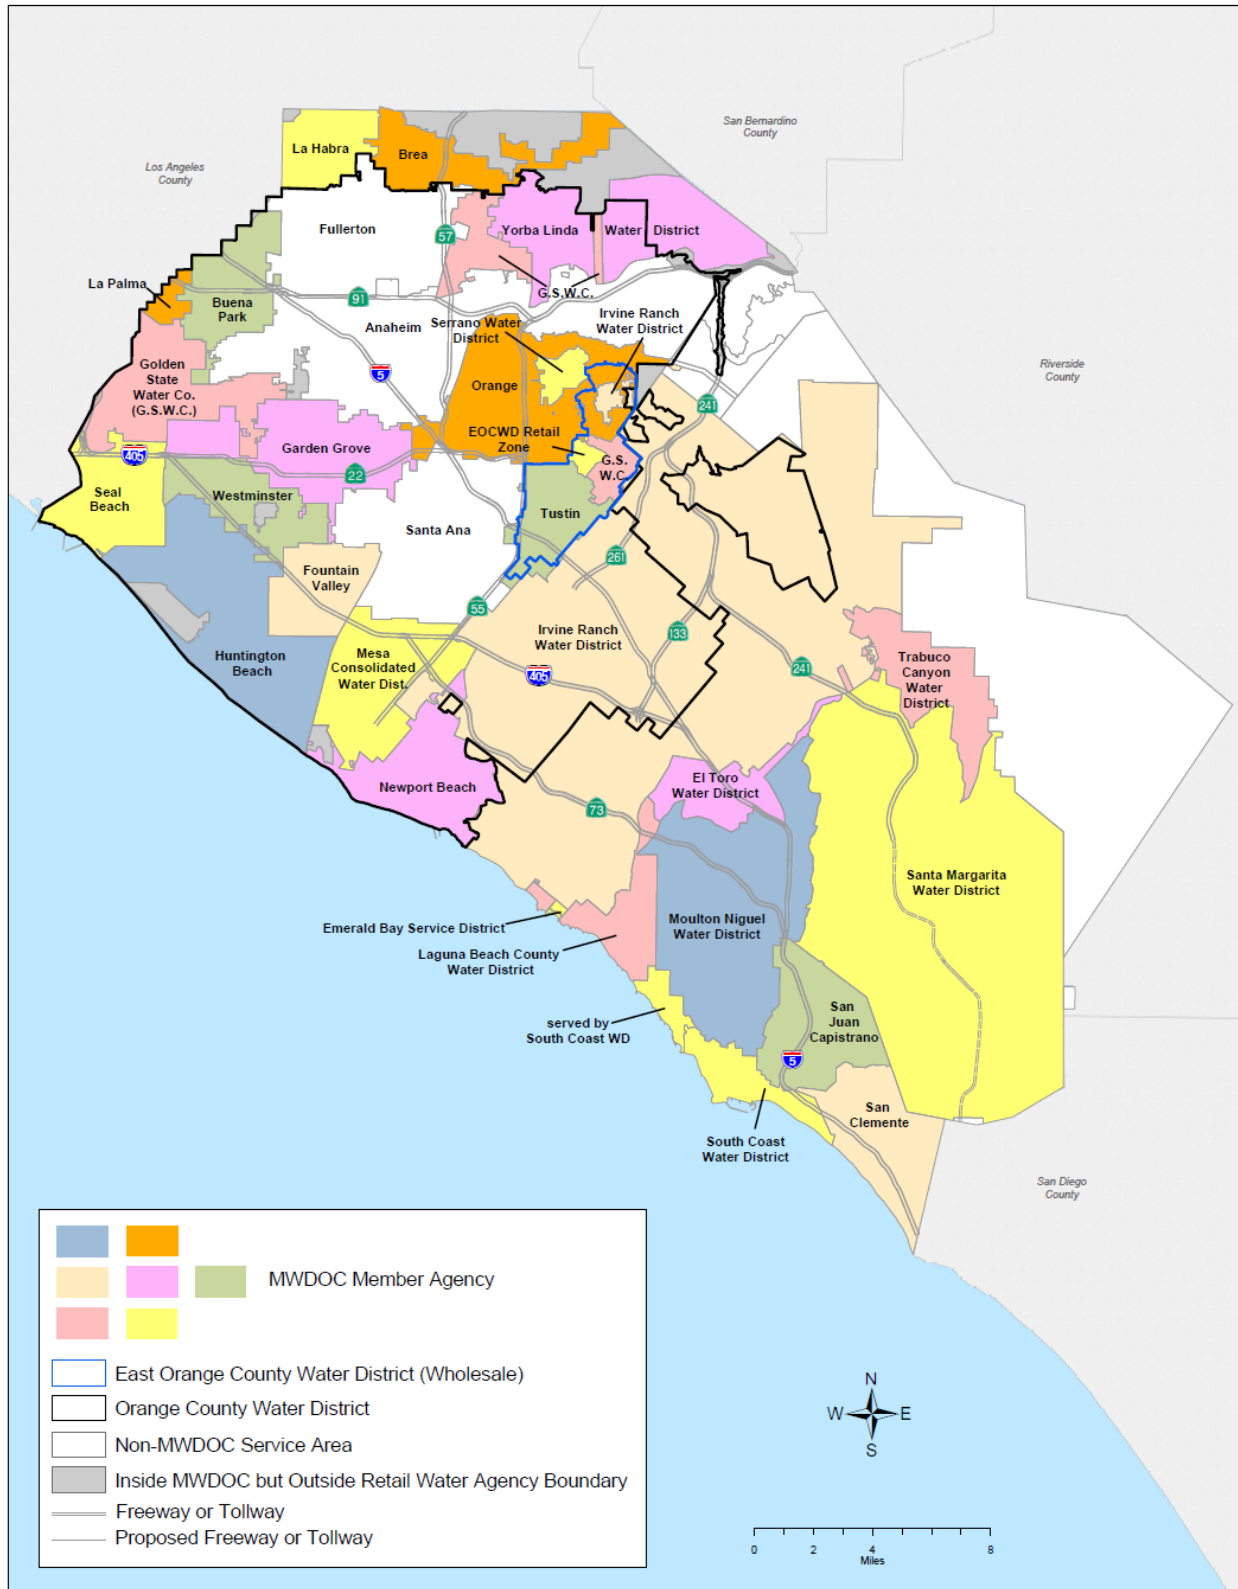 San Bernardino
County
Los Angeles
County
La Habra
Brea
Fullerton
57
Yorba Linda
Water
District
La Palma
Buena
Park
91
G.S.W.C.
Anaheim
Serrano Water
District
Irvine Ranch
Water District
Golden
State
Water Co.
(G.S.W.C.)
5
Orange
241
Riverside
County
EOCWD Retail
Zone
Garden Grove
405
22
G.S.
W.C.
Seal
Beach
Westminster
Santa Ana
Tustin
261
Fountain
Valley
55
Irvine Ranch
Water District
133
Huntington
Beach
Mesa
Consolidated
Water Dist.
405
241
Trabuco
Canyon
Water
District
Newport Beach
El Toro
Water District
73
Santa Margarita
Water District
Emerald Bay Service District
Moulton Niguel
Water District
Laguna Beach County
Water District
served by
South Coast WD
San
Juan
Capistrano
5
San
Clemente
South Coast
Water District
San Diego
County
MWDOC Member Agency
East Orange County Water District (Wholesale)
Orange County Water District
Non-MWDOC Service Area
Inside MWDOC but Outside Retail Water Agency Boundary
Freeway or Tollway
Proposed Freeway or Tollway
N
W
E
S
0 2 4 8
Miles